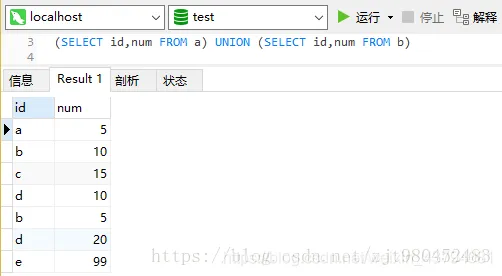 localhost test 运行 停止 解释
3 (SELECT id,num FROM a) UNION (SELECT id,num FROM b)
4
信息 Result 1 剖析 状态
id num
a 5
b 10
c 15
d 10
b 5
d 20
e 99
https://blog.csdn.net/zjt980452483